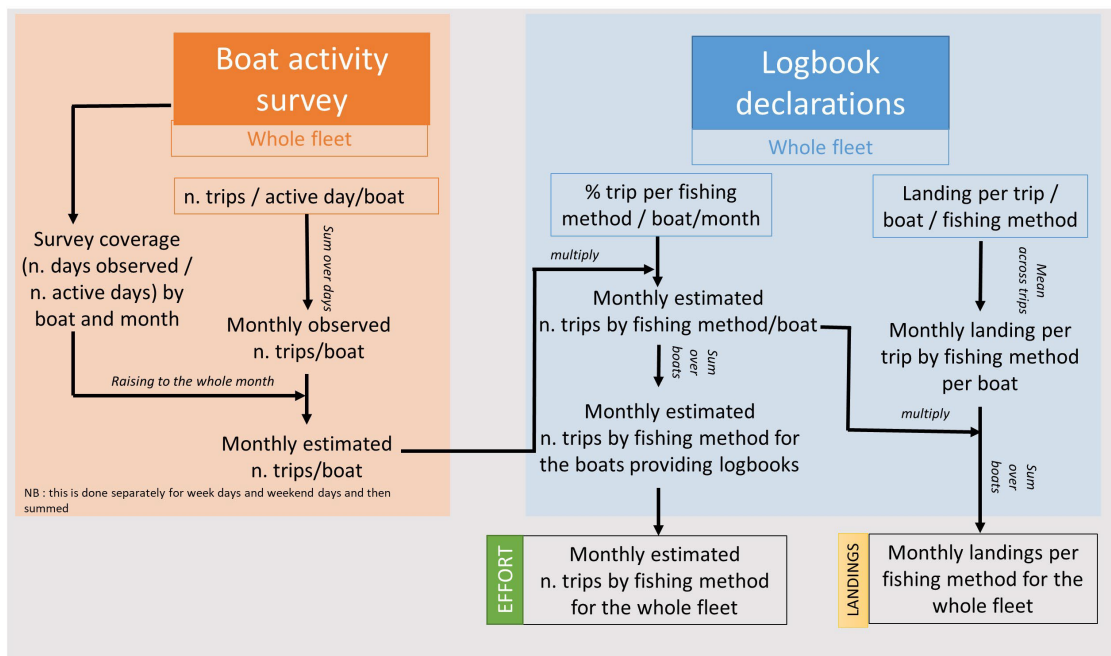 Boat activity
survey
Whole fleet
n. trips / active day/boat
Survey coverage
(n. days observed /
n. active days) by
boat and month
Sum over days
Monthly observed
n. trips/boat
Raising to the whole month
Monthly estimated
n. trips/boat
NB : this is done separately for week days and weekend days and then
summed
Logbook
declarations
Whole fleet
% trip per fishing
method / boat/month
Landing per trip /
boat / fishing method
multiply
Mean
across trips
Monthly estimated
n. trips by fishing method/boat
Monthly landing per
trip by fishing method
per boat
Sum
over
boats
multiply
Monthly estimated
n. trips by fishing method for
the boats providing logbooks
Sum
over
boats
EFFORT
Monthly estimated
n. trips by fishing method
for the whole fleet
LANDINGS
Monthly landings per
fishing method for the
whole fleet